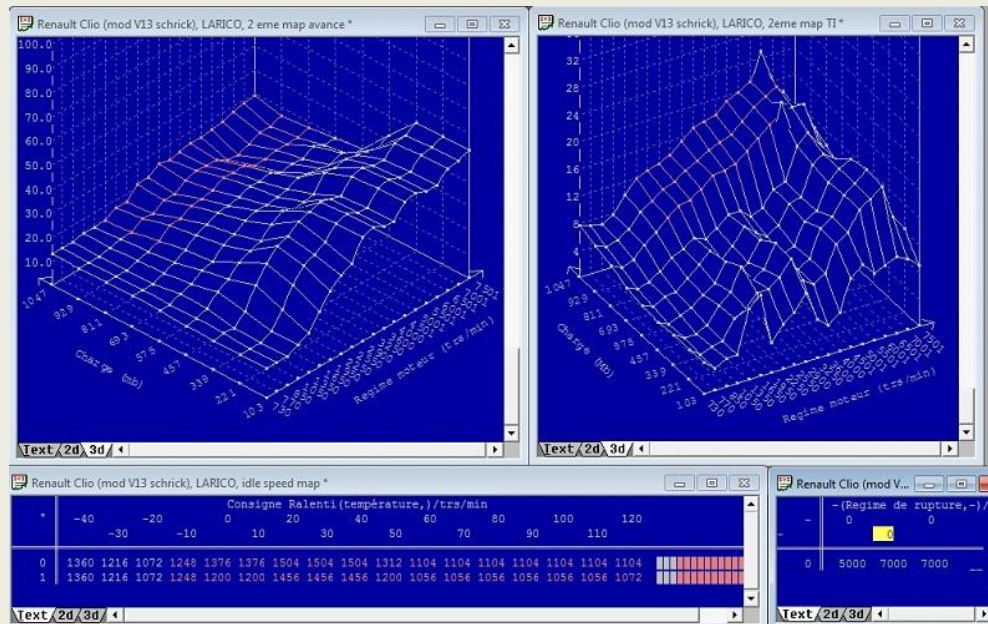 Renault Clio (mod V13 schrick), LARICO, 2 eme map avance *
100.0
90.0
80.0
70.0
60.0
50.0
40.0
30.0
20.0
10.0
1047
929
811
693
575
457
339
221
103
Charge (mb)
Regime moteur (trs/min)
Text 2d 3d
Renault Clio (mod V13 schrick), LARICO, 2eme map TI *
32
28
24
20
16
12
8
4
1047
929
811
693
575
457
339
221
103
Charge (Mb)
Regime moteur (trs/min)
Text 2d 3d
Renault Clio (mod V13 schrick), LARICO, idle speed map *
Consigne Ralenti(température,)/trs/min
* -40 -20 0 20 40 60 80 100 120
-30 -10 10 30 50 70 90 110
0 1360 1216 1072 1248 1376 1376 1504 1504 1504 1312 1104 1104 1104 1104 1104 1104 1104
1 1360 1216 1072 1248 1200 1200 1456 1456 1456 1200 1056 1056 1056 1056 1056 1056 1072
Text 2d 3d
Renault Clio (mod V...
-(Regime de rupture,-)/
- 0 0
- 0
0 5000 7000 7000 __
Text 2d 3d